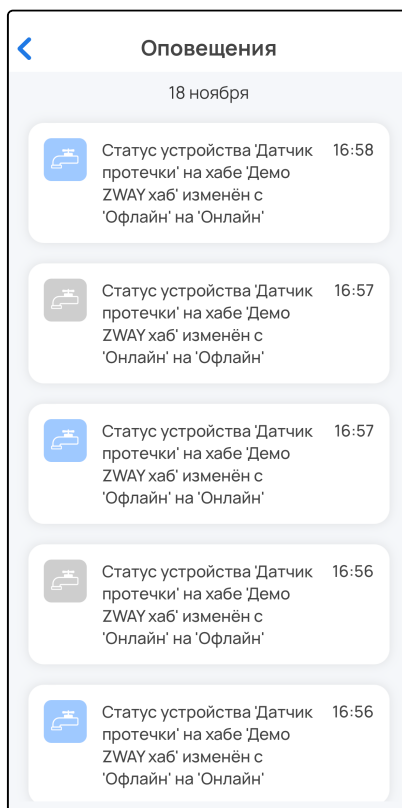 Оповещения
18 ноября
Статус устройства 'Датчик 16:58
протечки' на хабе 'Демо
ZWAY хаб' изменён с
'Офлайн' на 'Онлайн'
Статус устройства 'Датчик 16:57
протечки' на хабе 'Демо
ZWAY хаб' изменён с
'Онлайн' на 'Офлайн'
Статус устройства 'Датчик 16:57
протечки' на хабе 'Демо
ZWAY хаб' изменён с
'Офлайн' на 'Онлайн'
Статус устройства 'Датчик 16:56
протечки' на хабе 'Демо
ZWAY хаб' изменён с
'Онлайн' на 'Офлайн'
Статус устройства 'Датчик 16:56
протечки' на хабе 'Демо
ZWAY хаб' изменён с
'Офлайн' на 'Онлайн'